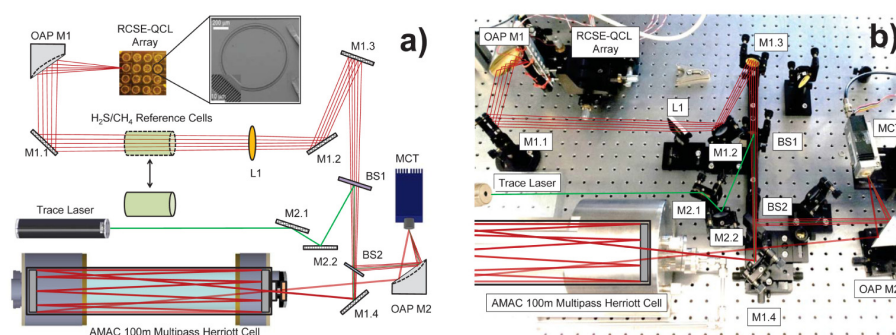 OAP M1
RCSE-QCL
Array
200 µm
a)
M1.3
H₂S/CH₄ Reference Cells
M1.1
L1
M1.2
MCT
BS1
Trace Laser
M2.1
M2.2
BS2
M1.4
OAP M2
AMAC 100m Multipass Herriott Cell
OAP M1
RCSE-QCL
Array
M1.3
b)
L1
M1.1
M1.2
BS1
MCT
Trace Laser
M2.1
M2.2
BS2
OAP M2
AMAC 100m Multipass Herriott Cell
M1.4